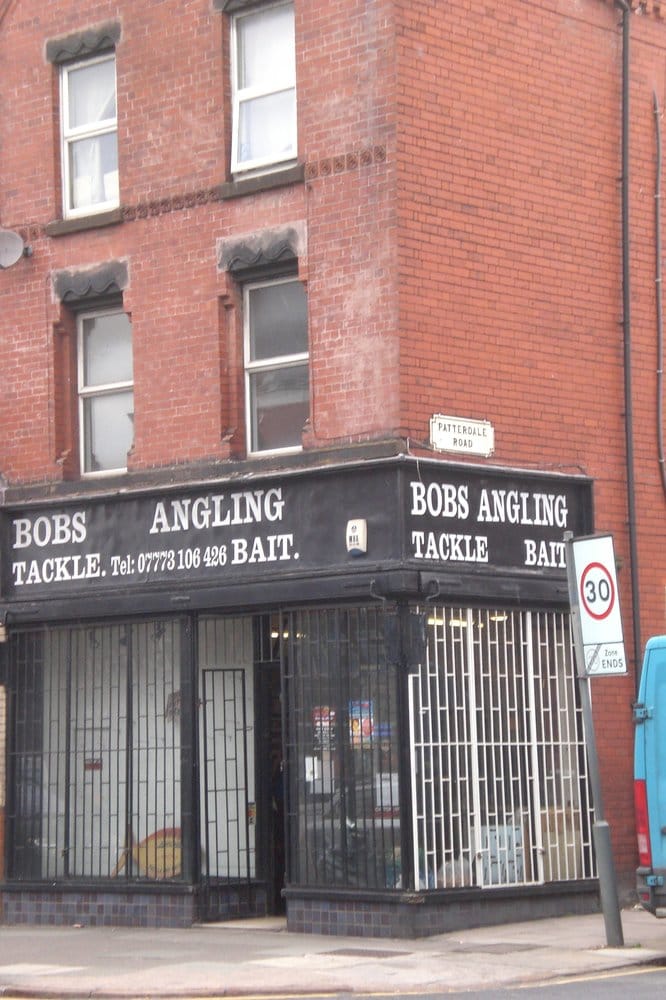 PATTERDALE
ROAD
BOBS ANGLING
TACKLE. Tel: 07773 106 426 BAIT.
BOBS ANGLING
TACKLE BAIT
30
Zone
ENDS